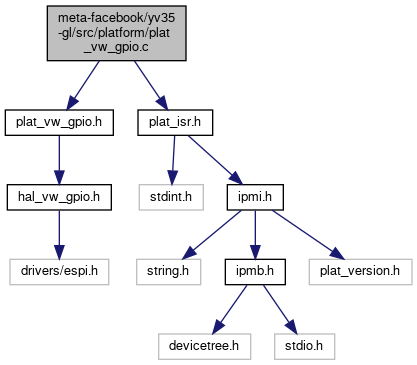 meta-facebook/yv35
-gl/src/platform/plat
_vw_gpio.c
plat_vw_gpio.h
plat_isr.h
hal_vw_gpio.h
stdint.h
ipmi.h
drivers/espi.h
string.h
ipmb.h
plat_version.h
devicetree.h
stdio.h